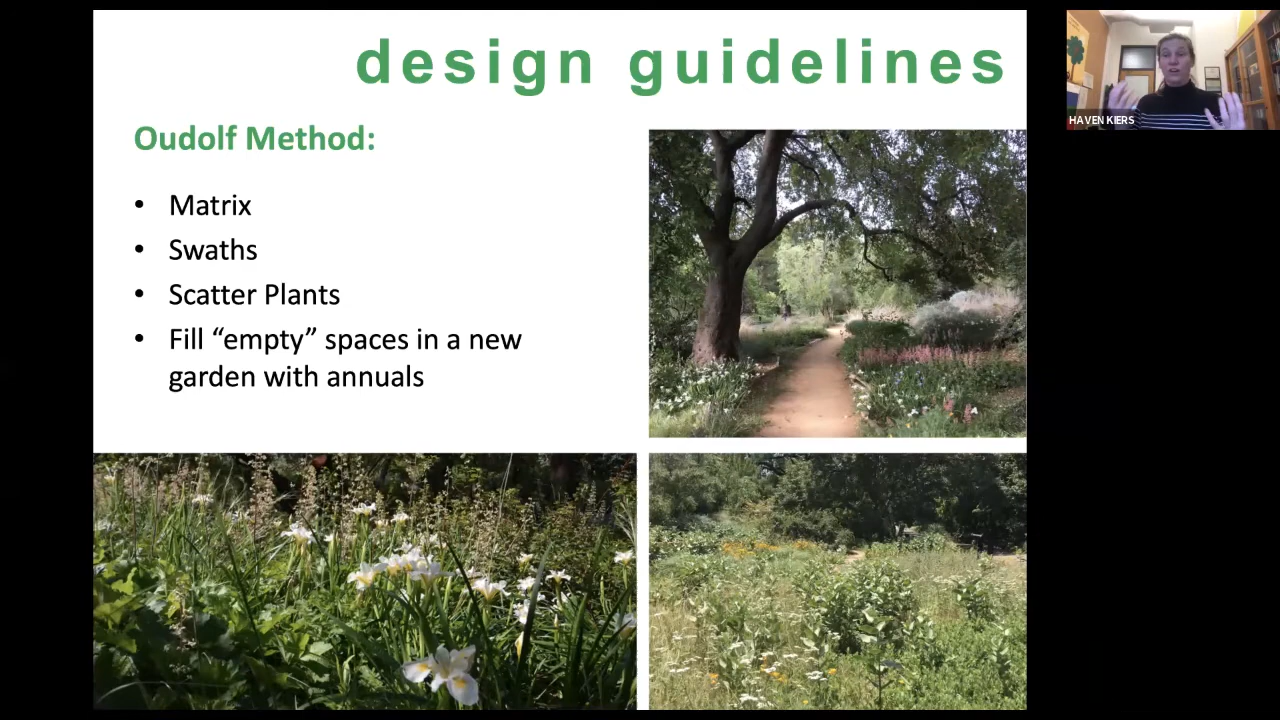 design guidelines
HAVEN KIERS
Oudolf Method:
• Matrix
• Swaths
• Scatter Plants
• Fill “empty” spaces in a new
garden with annuals